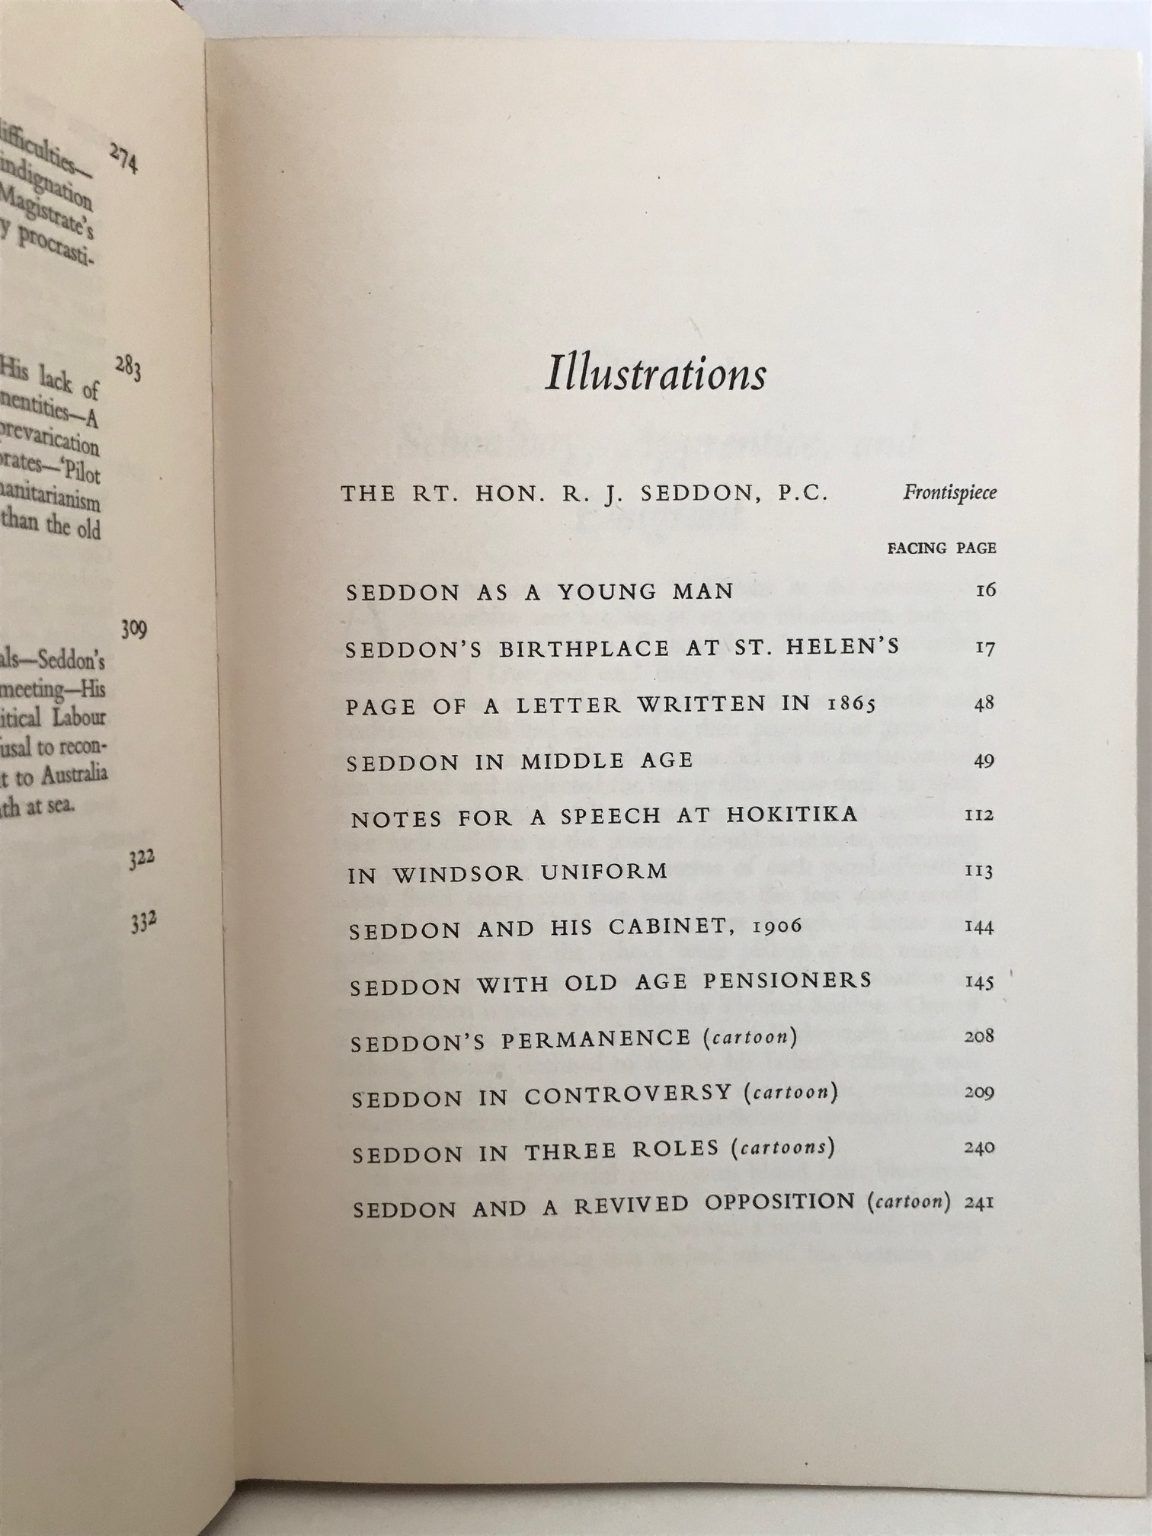 ifficulties— 274
indignation
Magistrate's
y procrasti-
283
His lack of
nentities—A
prevarication
orates—'Pilot
anitarianism
than the old
309
als—Seddon's
meeting—His
itical Labour
usal to recon-
t to Australia
th at sea.
322
332
Illustrations
THE RT. HON. R. J. SEDDON, P.C. Frontispiece
FACING PAGE
SEDDON AS A YOUNG MAN 16
SEDDON'S BIRTHPLACE AT ST. HELEN'S 17
PAGE OF A LETTER WRITTEN IN 1865 48
SEDDON IN MIDDLE AGE 49
NOTES FOR A SPEECH AT HOKITIKA 112
IN WINDSOR UNIFORM 113
SEDDON AND HIS CABINET, 1906 144
SEDDON WITH OLD AGE PENSIONERS 145
SEDDON'S PERMANENCE (cartoon) 208
SEDDON IN CONTROVERSY (cartoon) 209
SEDDON IN THREE ROLES (cartoons) 240
SEDDON AND A REVIVED OPPOSITION (cartoon) 241